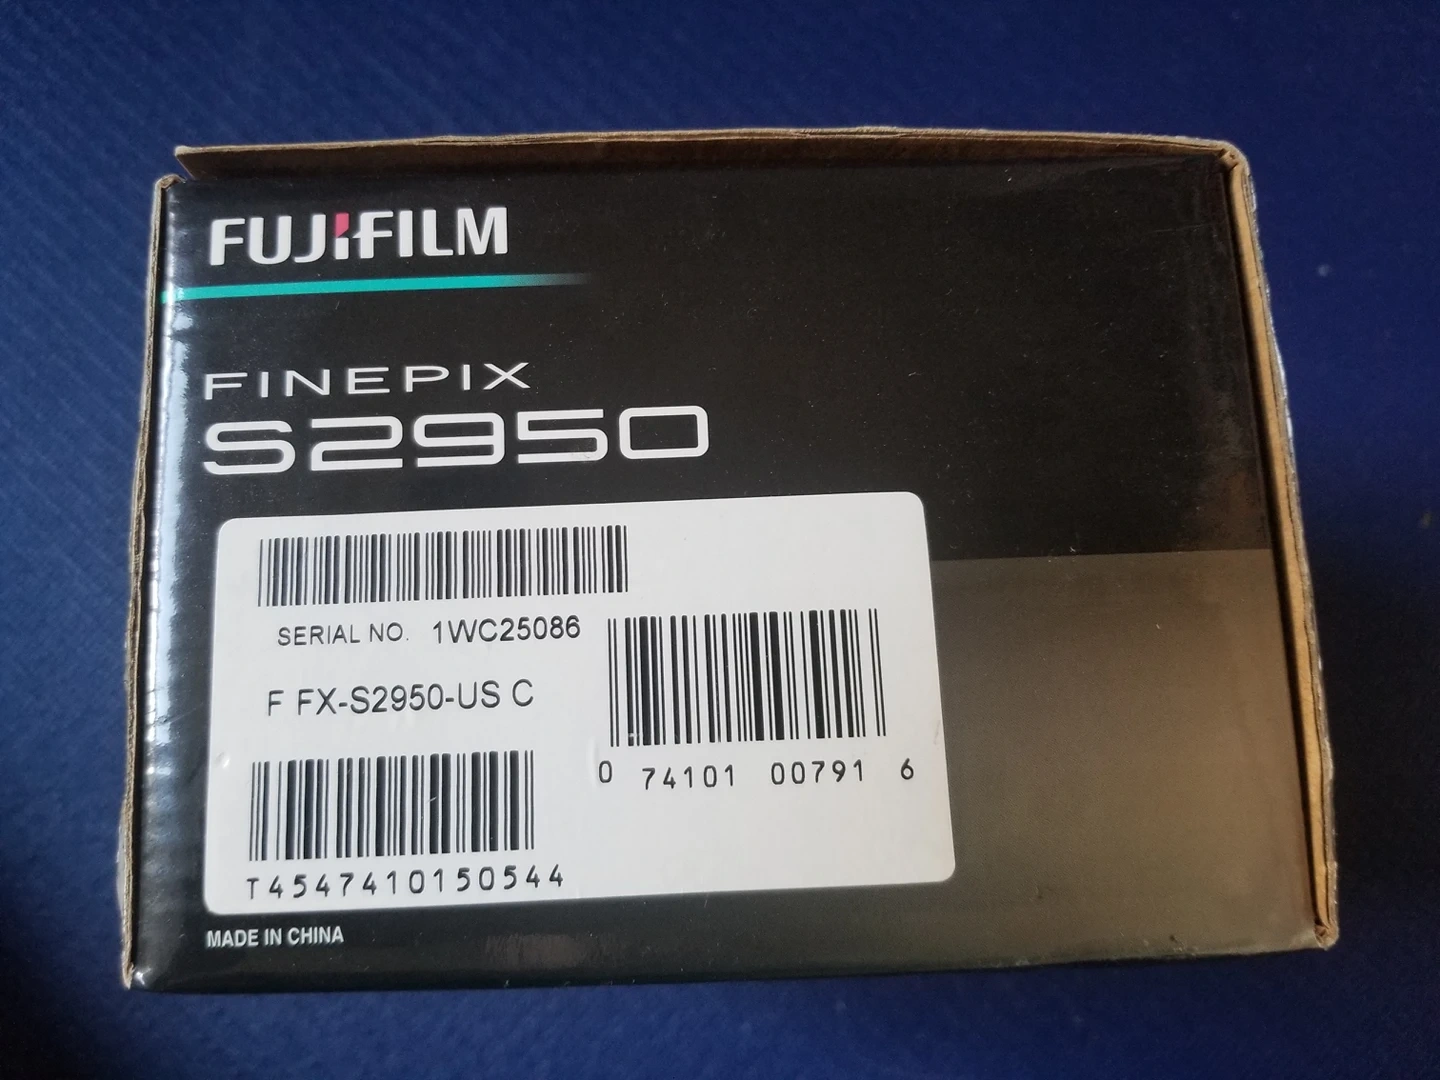 FUJIFILM
FINEPIX
S2950
SERIAL NO. 1WC25086
F FX-S2950-US C
0 74101 00791 6
T4547410150544
MADE IN CHINA